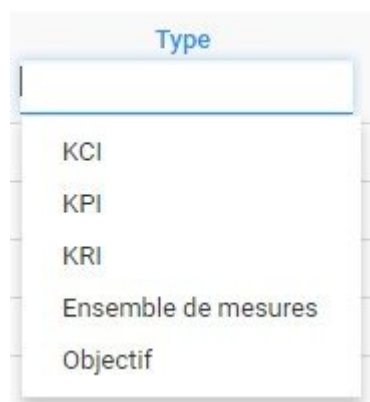 Type
KCI
KPI
KRI
Ensemble de mesures
Objectif